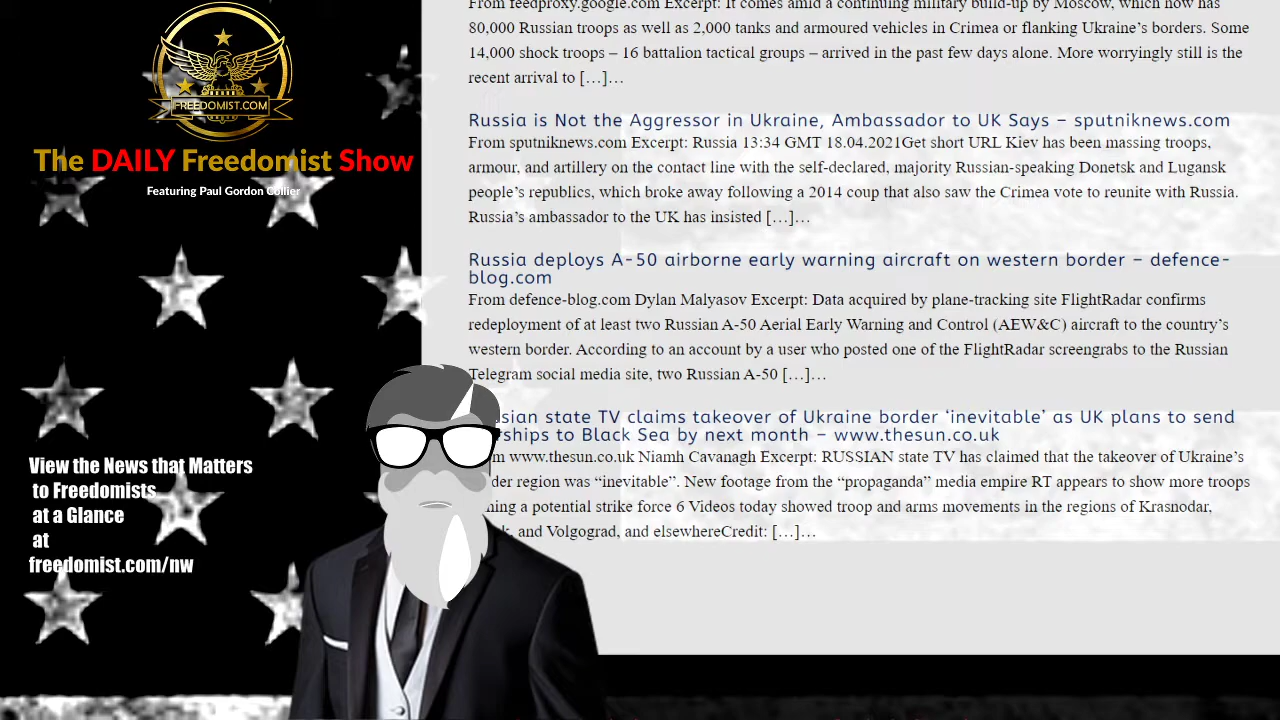 FREEDOMIST.COM
The DAILY Freedomist Show
Featuring Paul Gordon Collier
View the News that Matters
to Freedomists
at a Glance
at
freedomist.com/nw
From feedproxy.google.com Excerpt: It comes amid a continuing military build-up by Moscow, which now has
80,000 Russian troops as well as 2,000 tanks and armoured vehicles in Crimea or flanking Ukraine’s borders. Some
14,000 shock troops – 16 battalion tactical groups – arrived in the past few days alone. More worryingly still is the
recent arrival to […]…
Russia is Not the Aggressor in Ukraine, Ambassador to UK Says – sputniknews.com
From sputniknews.com Excerpt: Russia 13:34 GMT 18.04.2021Get short URL Kiev has been massing troops,
armour, and artillery on the contact line with the self-declared, majority Russian-speaking Donetsk and Lugansk
people’s republics, which broke away following a 2014 coup that also saw the Crimea vote to reunite with Russia.
Russia’s ambassador to the UK has insisted […]…
Russia deploys A-50 airborne early warning aircraft on western border – defence-
blog.com
From defence-blog.com Dylan Malyasov Excerpt: Data acquired by plane-tracking site FlightRadar confirms
redeployment of at least two Russian A-50 Aerial Early Warning and Control (AEW&C) aircraft to the country’s
western border. According to an account by a user who posted one of the FlightRadar screengrabs to the Russian
Telegram social media site, two Russian A-50 […]…
state TV claims takeover of Ukraine border ‘inevitable’ as UK plans to send
to Black Sea by next month – www.thesun.co.uk
www.thesun.co.uk Niamh Cavanagh Excerpt: RUSSIAN state TV has claimed that the takeover of Ukraine’s
region was “inevitable”. New footage from the “propaganda” media empire RT appears to show more troops
a potential strike force 6 Videos today showed troop and arms movements in the regions of Krasnodar,
and Volgograd, and elsewhereCredit: […]…